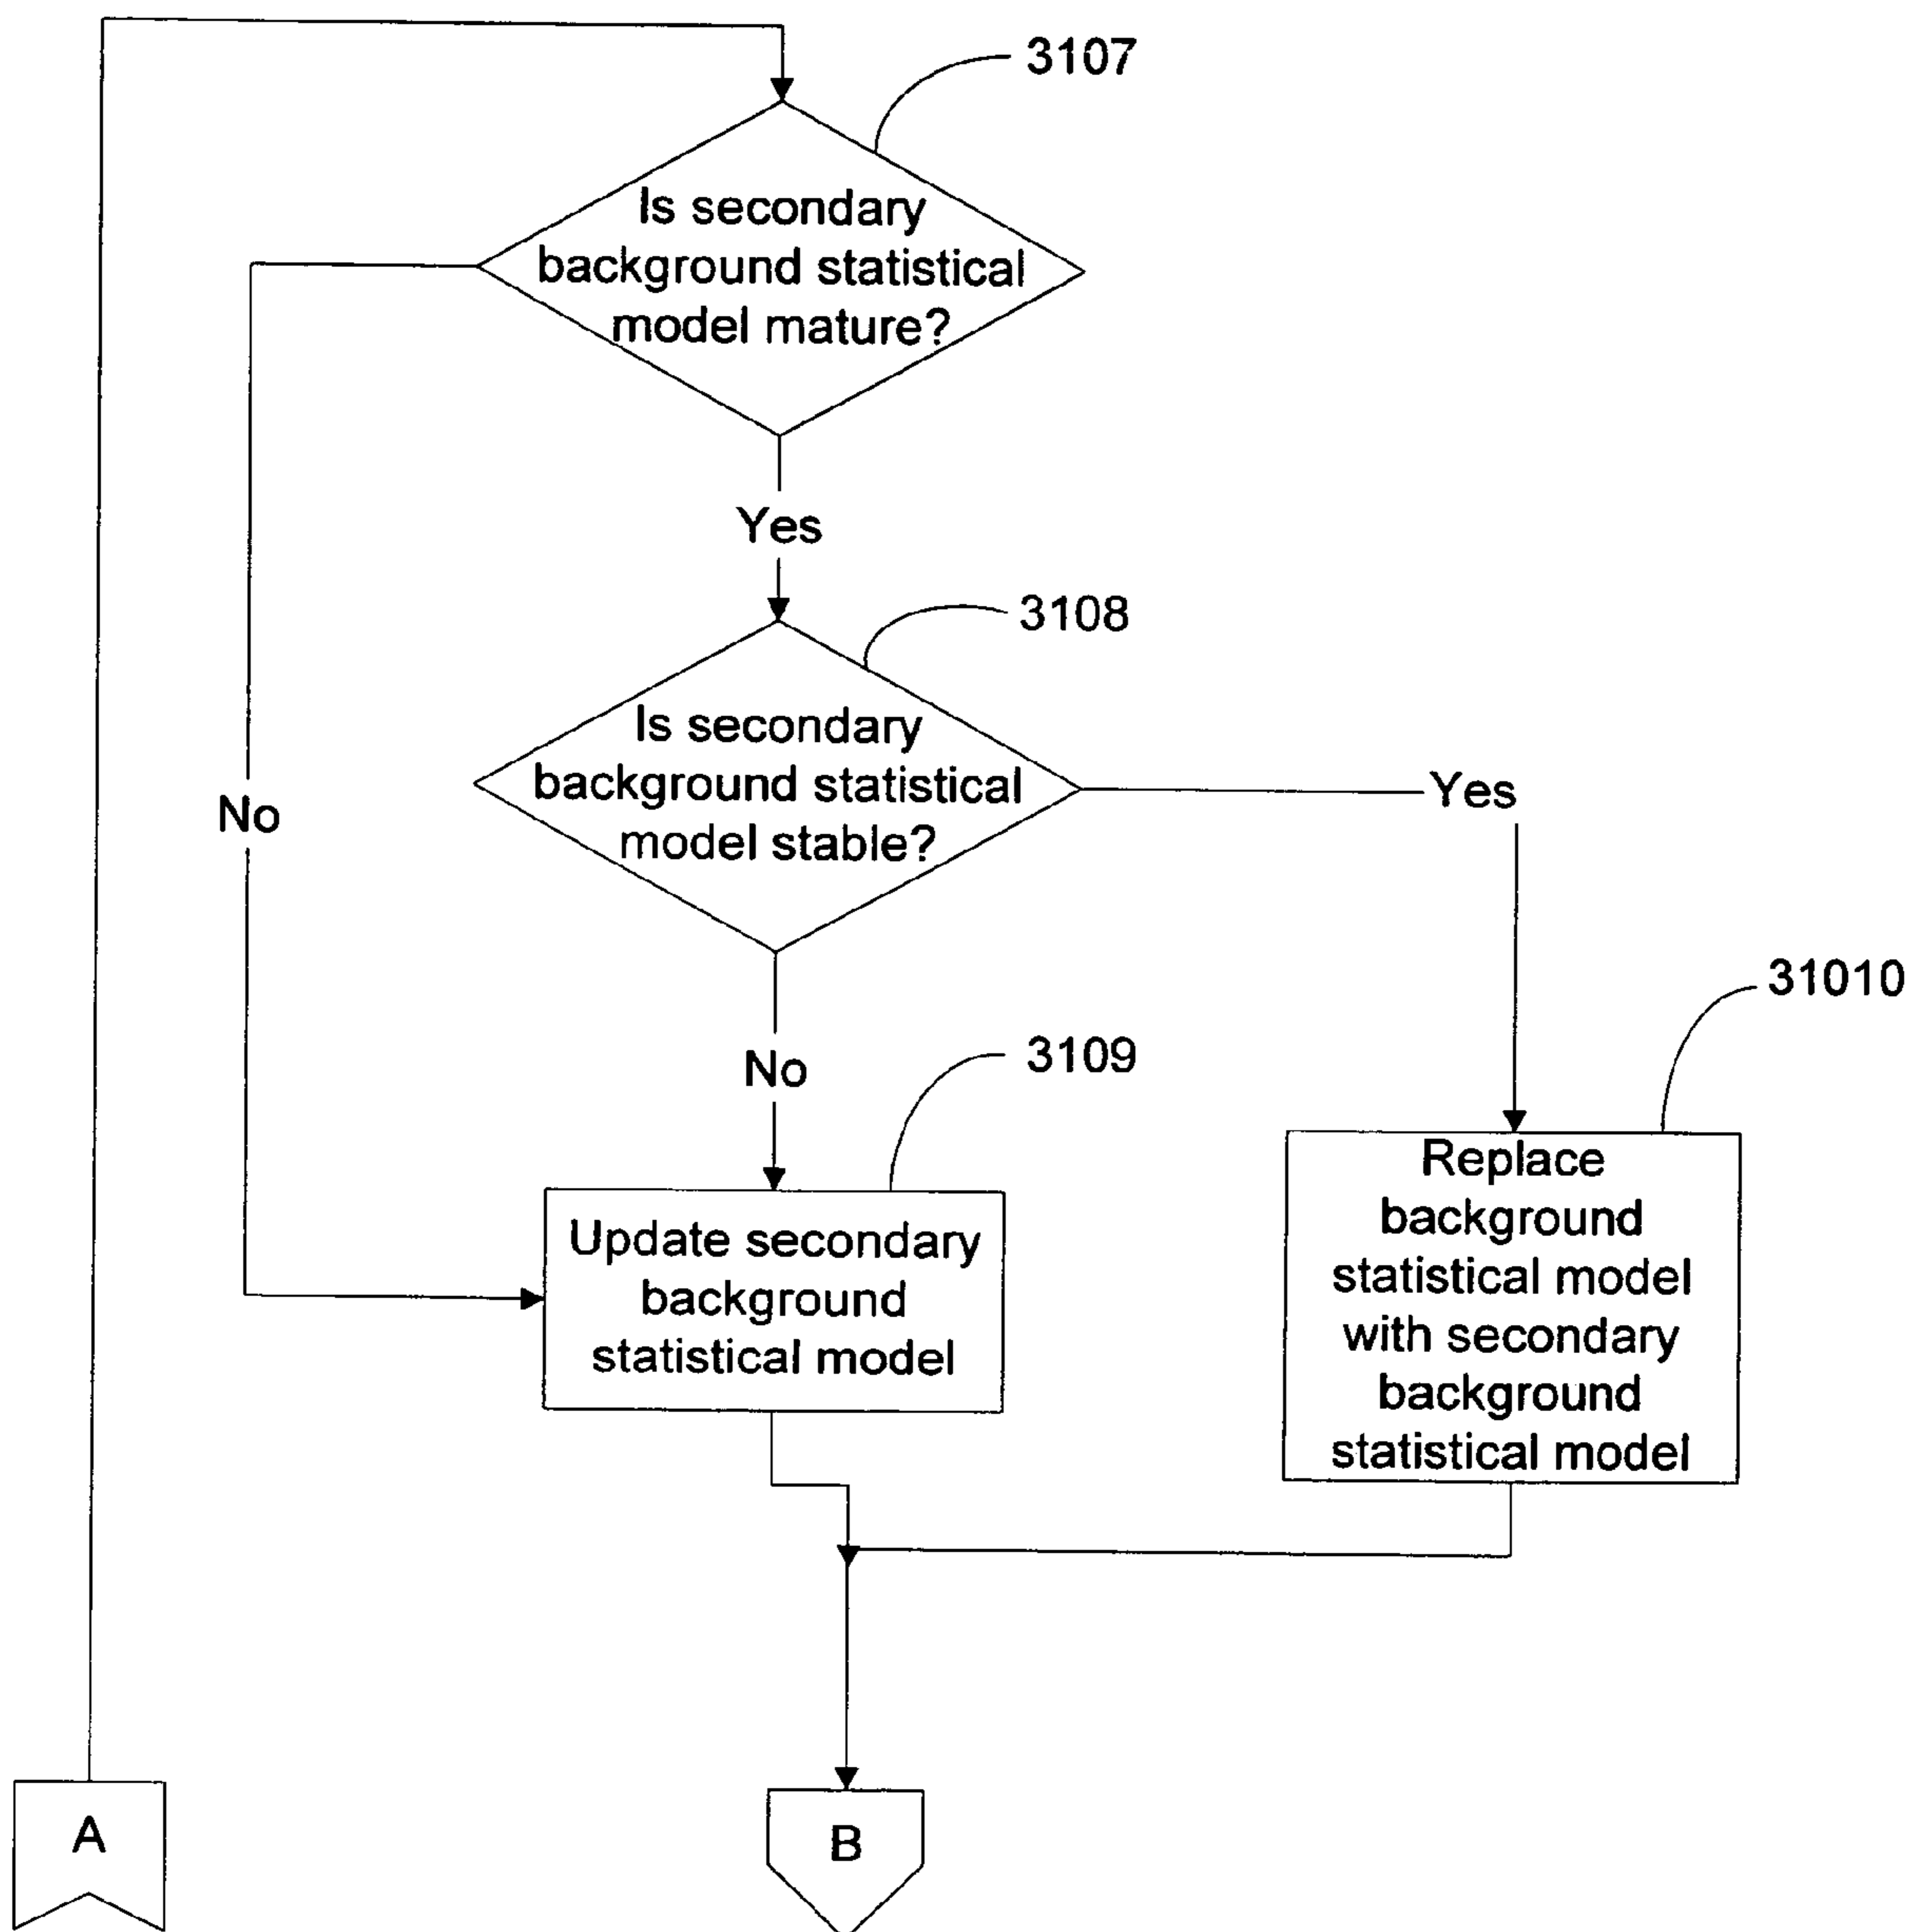 3107
Is secondary
background statistical
model mature?
Yes
3108
Is secondary
background statistical
model stable?
Yes
No
No
31010
3109
Replace
background
statistical model
with secondary
background
statistical model
Update secondary
background
statistical model
A
B